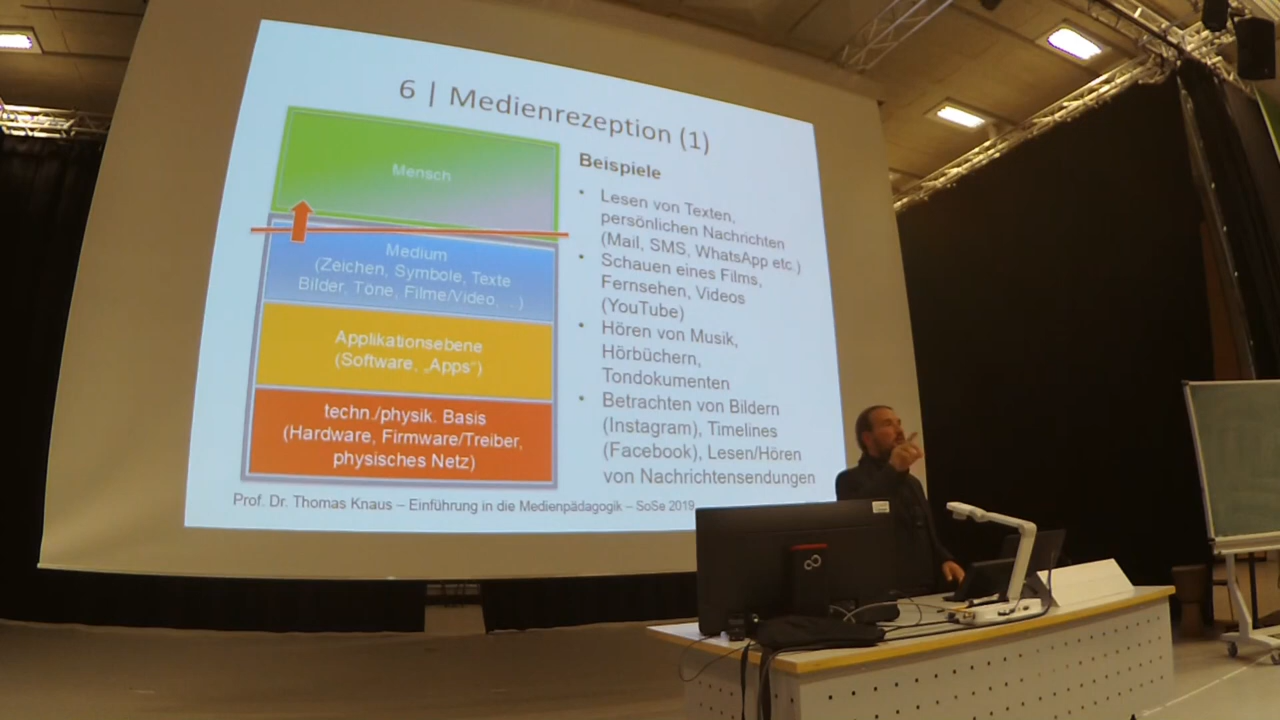 6 | Medienrezeption (1)
Mensch
Medium
(Zeichen, Symbole, Texte
Bilder, Töne, Filme/Video, ...)
Applikationsebene
(Software, „Apps“)
techn./physik. Basis
(Hardware, Firmware/Treiber,
physisches Netz)
Beispiele
• Lesen von Texten,
persönlichen Nachrichten
(Mail, SMS, WhatsApp etc.)
• Schauen eines Films,
Fernsehen, Videos
(YouTube)
• Hören von Musik,
Hörbüchern,
Tondokumenten
• Betrachten von Bildern
(Instagram), Timelines
(Facebook), Lesen/Hören
von Nachrichtensendungen
Prof. Dr. Thomas Knaus – Einführung in die Medienpädagogik – SoSe 2019